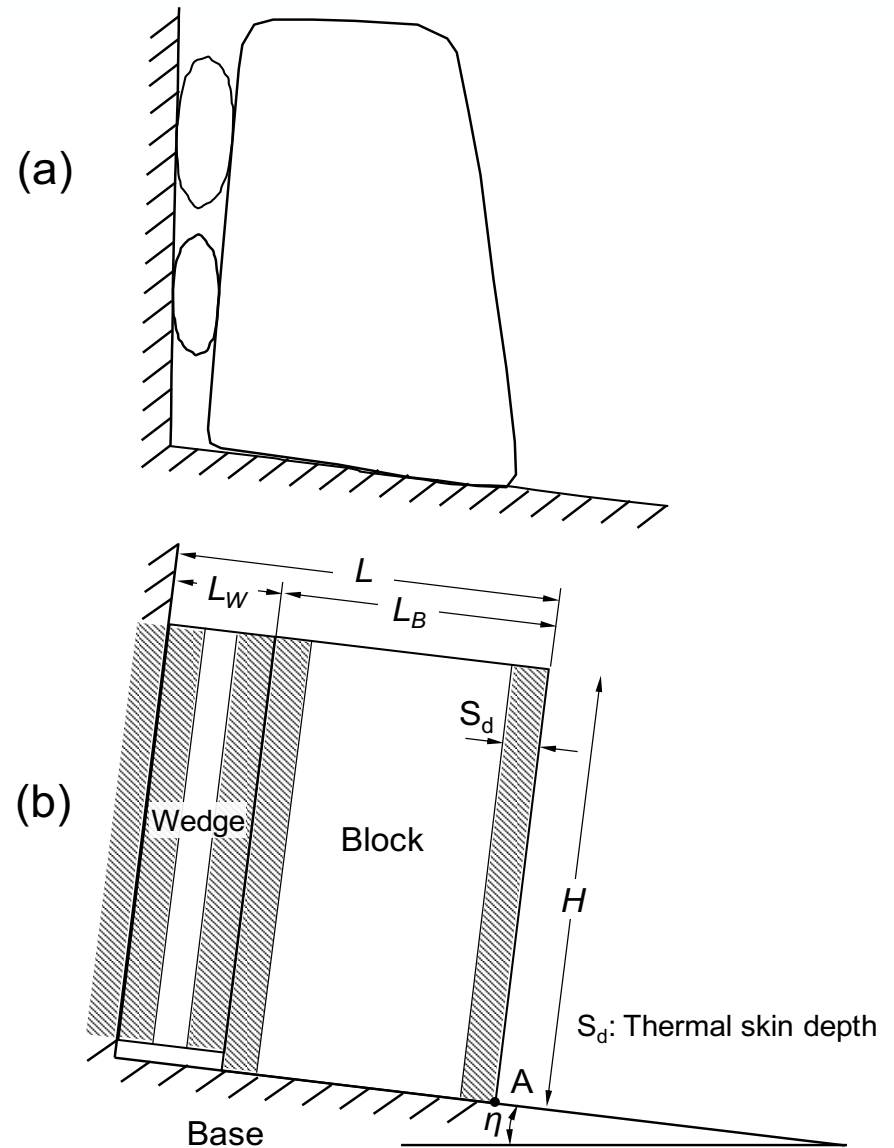 (a)
L
L_W
L_B
S_d
(b)
Wedge
Block
H
S_d: Thermal skin depth
A
η
Base